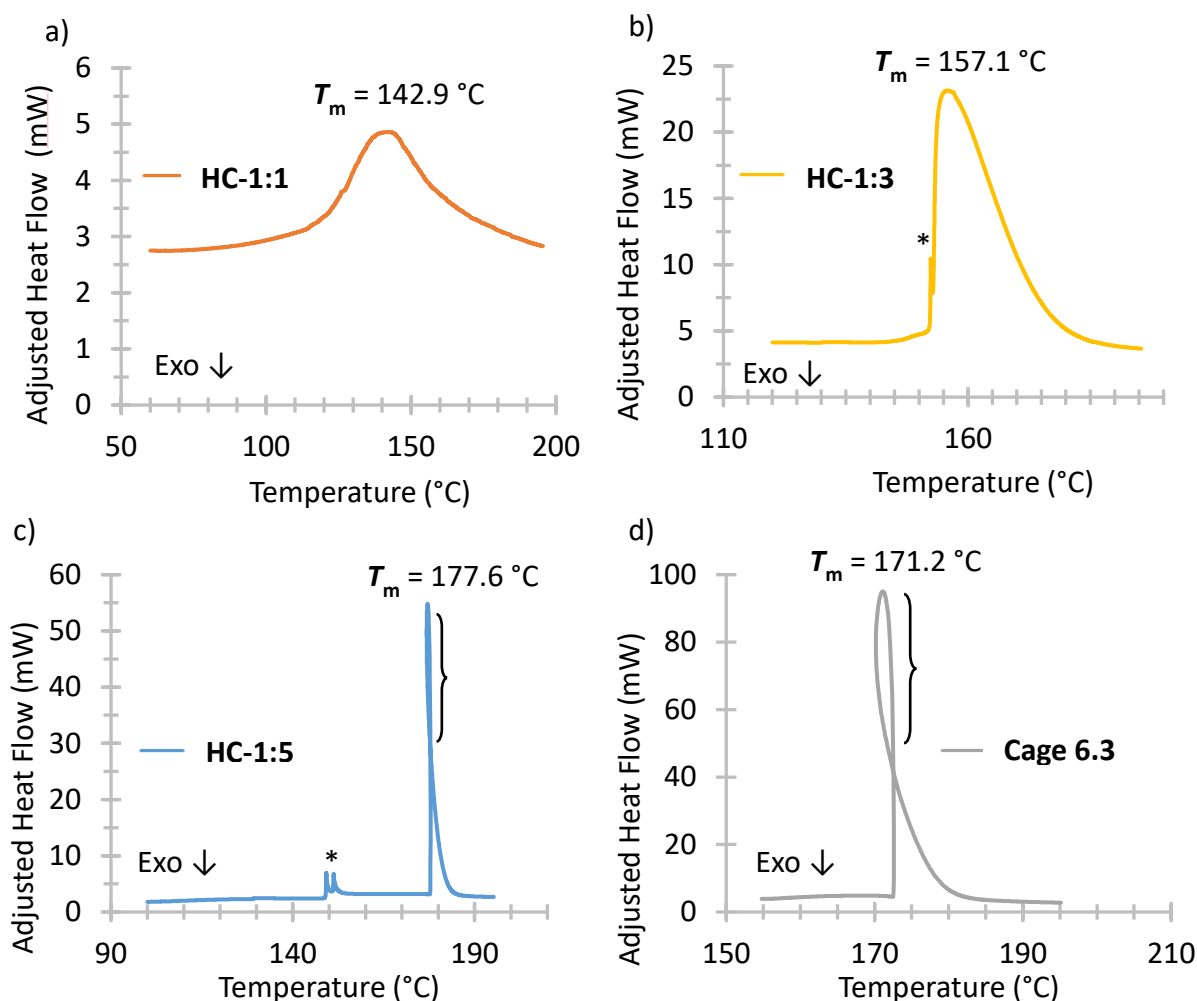 a)
T_m = 142.9 °C
Adjusted Heat Flow (mW)
6
5
4
3
2
1
0
HC-1:1
Exo ↓
50
100
150
200
Temperature (°C)
b)
T_m = 157.1 °C
Adjusted Heat Flow (mW)
25
20
15
10
5
0
HC-1:3
*
Exo ↓
110
160
Temperature (°C)
c)
T_m = 177.6 °C
Adjusted Heat Flow (mW)
60
50
40
30
20
10
0
HC-1:5
Exo ↓
*
90
140
190
Temperature (°C)
d)
T_m = 171.2 °C
Adjusted Heat Flow (mW)
100
80
60
40
20
0
Cage 6.3
Exo ↓
150
170
190
210
Temperature (°C)